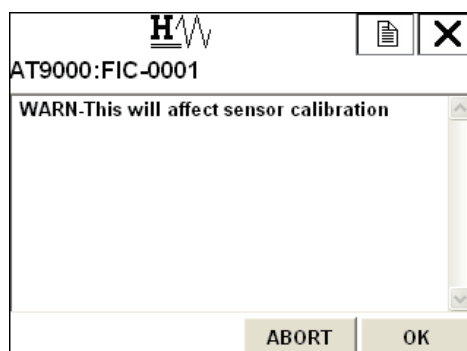 H
AT9000:FIC-0001
WARN-This will affect sensor calibration
ABORT OK